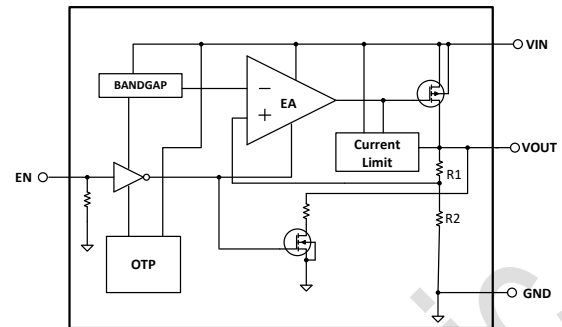 VIN
BANDGAP
−
EA
+
Current
Limit
VOUT
R1
EN
R2
OTP
GND